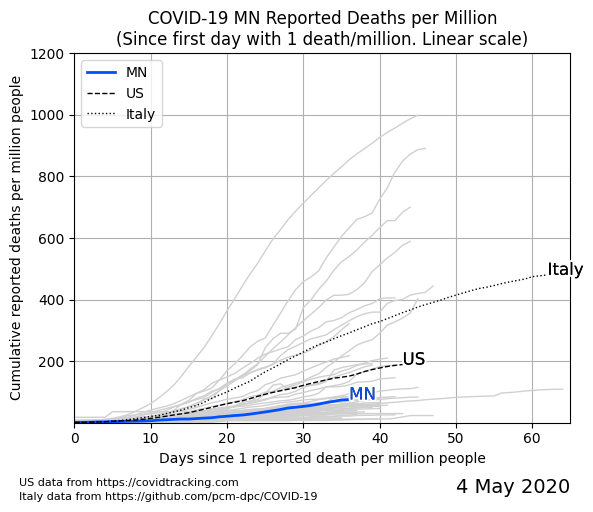 COVID-19 MN Reported Deaths per Million
(Since first day with 1 death/million. Linear scale)
Cumulative reported deaths per million people
1200
1000
800
600
400
200
MN
US
Italy
Italy
US
MN
0 10 20 30 40 50 60
Days since 1 reported death per million people
US data from https://covidtracking.com
Italy data from https://github.com/pcm-dpc/COVID-19
4 May 2020